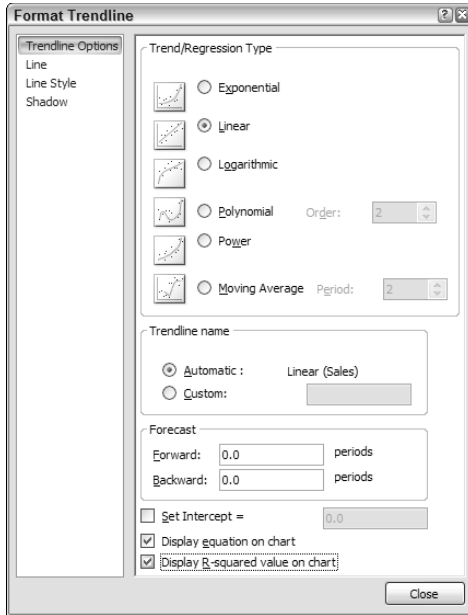 Format Trendline
Trendline Options
Line
Line Style
Shadow
Trend/Regression Type
Exponential
Linear
Logarithmic
Polynomial Order: 2
Power
Moving Average Period: 2
Trendline name
Automatic : Linear (Sales)
Custom:
Forecast
Forward: 0.0 periods
Backward: 0.0 periods
Set Intercept = 0.0
Display equation on chart
Display R-squared value on chart
Close